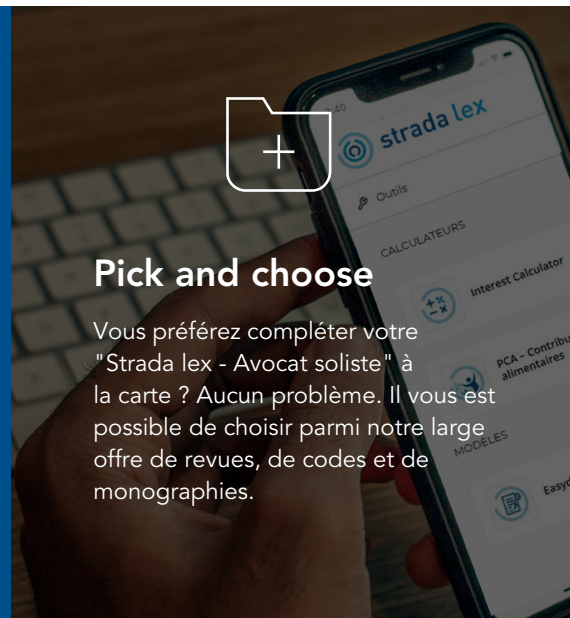 strada lex
Outils
CALCULATEURS
Interest Calculator
PCA - Contribu
alimentaires
MODÈLES
Pick and choose
Vous préférez compléter votre
"Strada lex - Avocat soliste" à
la carte ? Aucun problème. Il vous est
possible de choisir parmi notre large
offre de revues, de codes et de
monographies.